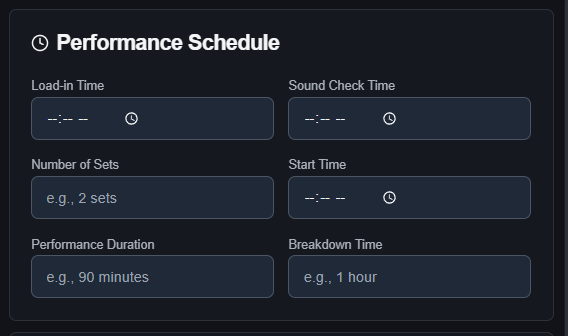 Performance Schedule
Load-in Time
Sound Check Time
--:-- --
--:-- --
Number of Sets
Start Time
e.g., 2 sets
--:-- --
Performance Duration
Breakdown Time
e.g., 90 minutes
e.g., 1 hour